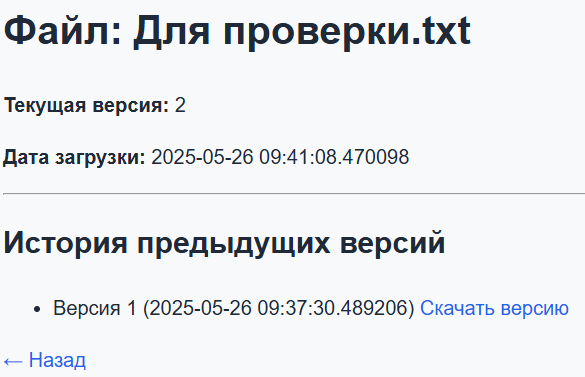 Файл: Для проверки.txt
Текущая версия: 2
Дата загрузки: 2025-05-26 09:41:08.470098
История предыдущих версий
• Версия 1 (2025-05-26 09:37:30.489206) Скачать версию
← Назад